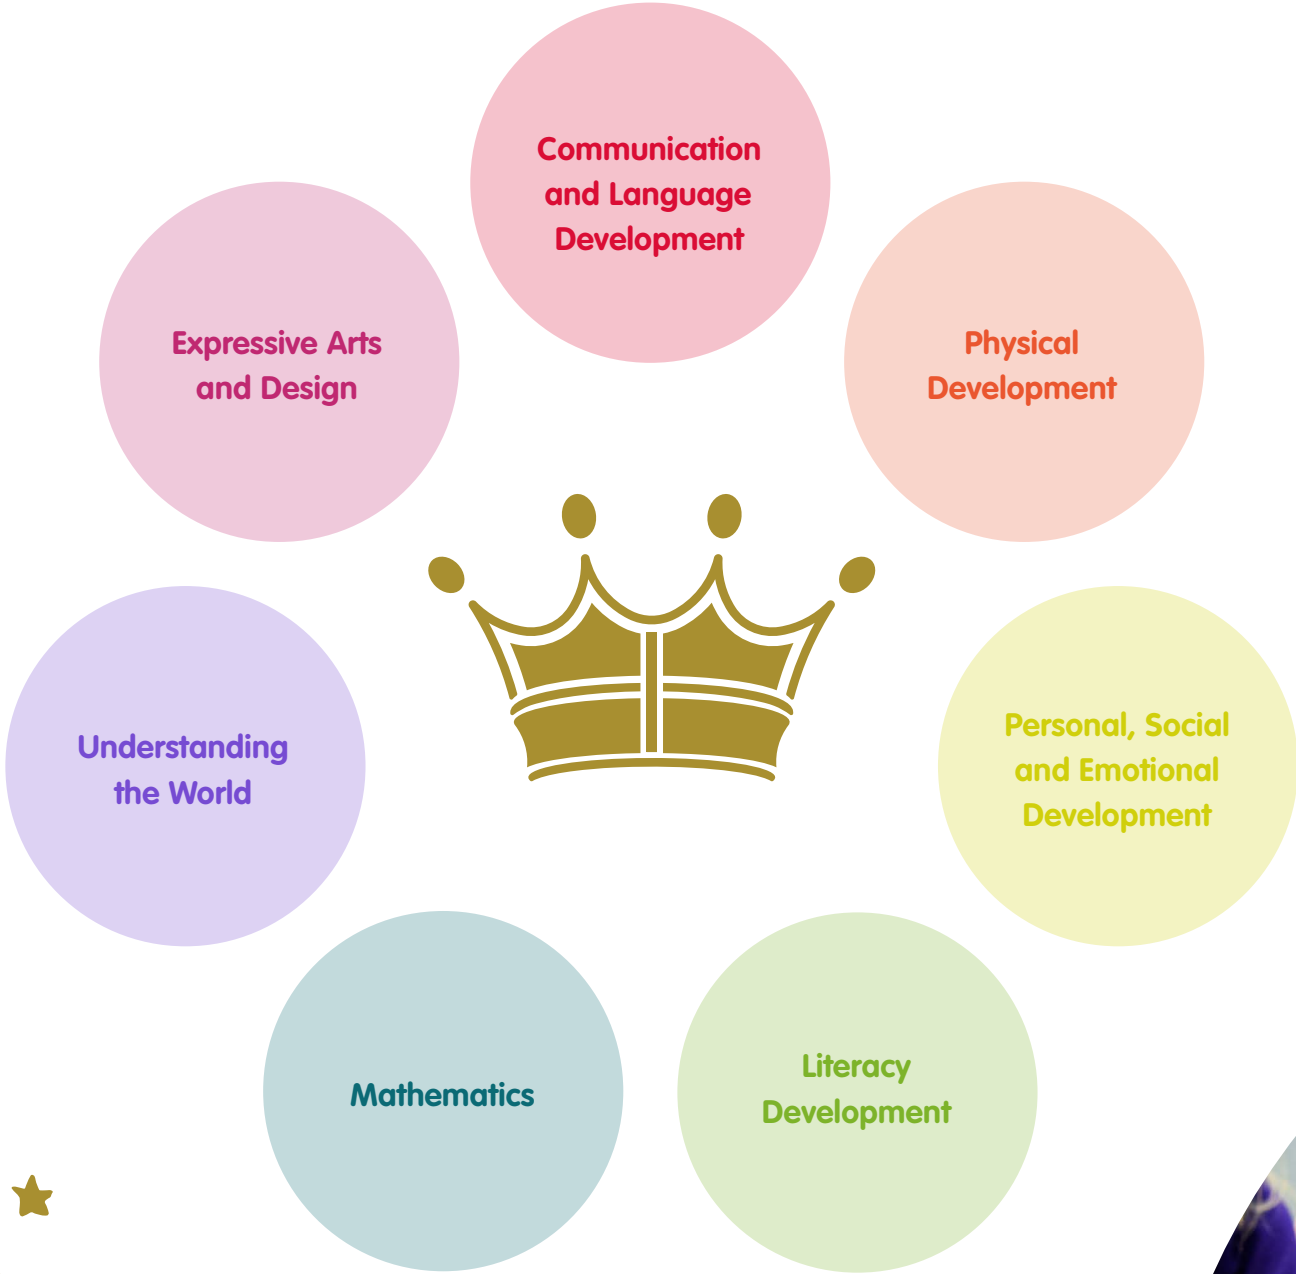 Communication
and Language
Development
Expressive Arts
and Design
Physical
Development
Understanding
the World
Personal, Social
and Emotional
Development
Mathematics
Literacy
Development